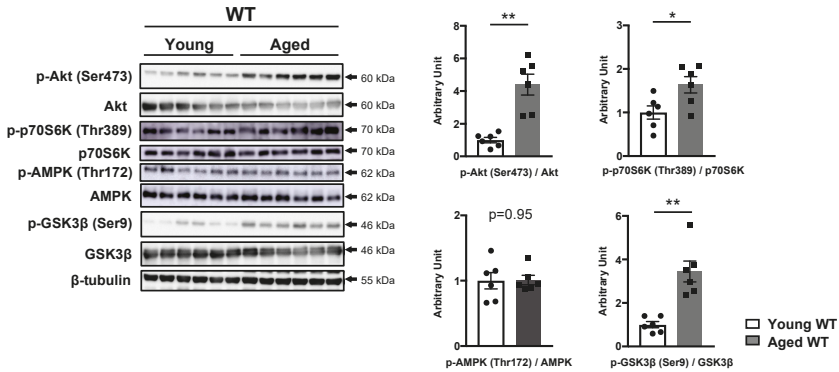 WT
Young Aged
p-Akt (Ser473) 60 kDa
Akt 60 kDa
p-p70S6K (Thr389) 70 kDa
p70S6K 70 kDa
p-AMPK (Thr172) 62 kDa
AMPK 62 kDa
p-GSK3β (Ser9) 46 kDa
GSK3β 46 kDa
β-tubulin 55 kDa
**
Arbitrary Unit
8
6
4
2
0
p-Akt (Ser473) / Akt
*
Arbitrary Unit
3
2
1
0
p-p70S6K (Thr389) / p70S6K
p=0.95
Arbitrary Unit
2
1
0
p-AMPK (Thr172) / AMPK
**
Arbitrary Unit
6
4
2
0
p-GSK3β (Ser9) / GSK3β
Young WT
Aged WT